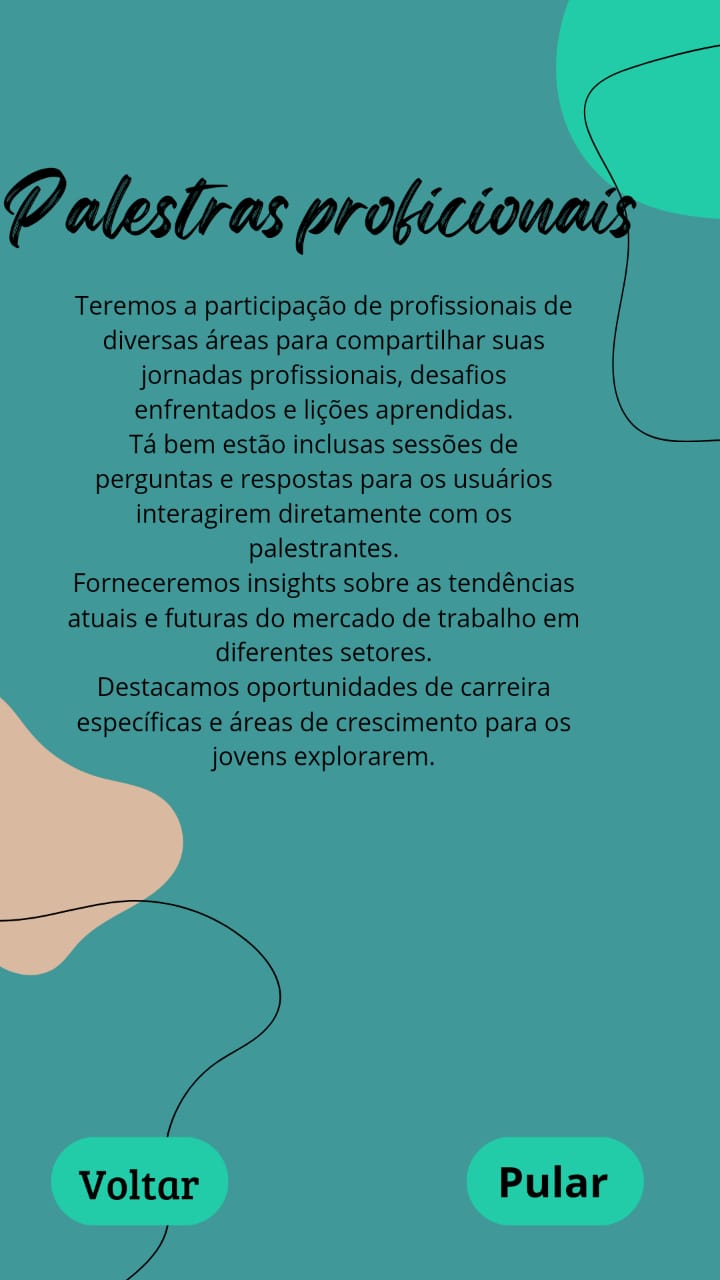 Palestras proficionais
Teremos a participação de profissionais de
diversas áreas para compartilhar suas
jornadas profissionais, desafios
enfrentados e lições aprendidas.
Tá bem estão inclusas sessões de
perguntas e respostas para os usuários
interagirem diretamente com os
palestrantes.
Forneceremos insights sobre as tendências
atuais e futuras do mercado de trabalho em
diferentes setores.
Destacamos oportunidades de carreira
específicas e áreas de crescimento para os
jovens explorarem.
Voltar
Pular